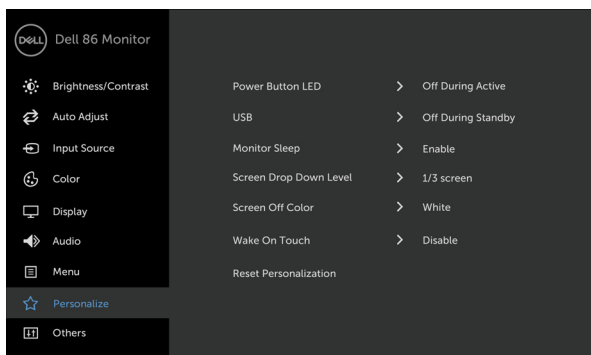 DELL Dell 86 Monitor
Brightness/Contrast
Auto Adjust
Input Source
Color
Display
Audio
Menu
Personalize
Others
Power Button LED > Off During Active
USB > Off During Standby
Monitor Sleep > Enable
Screen Drop Down Level > 1/3 screen
Screen Off Color > White
Wake On Touch > Disable
Reset Personalization